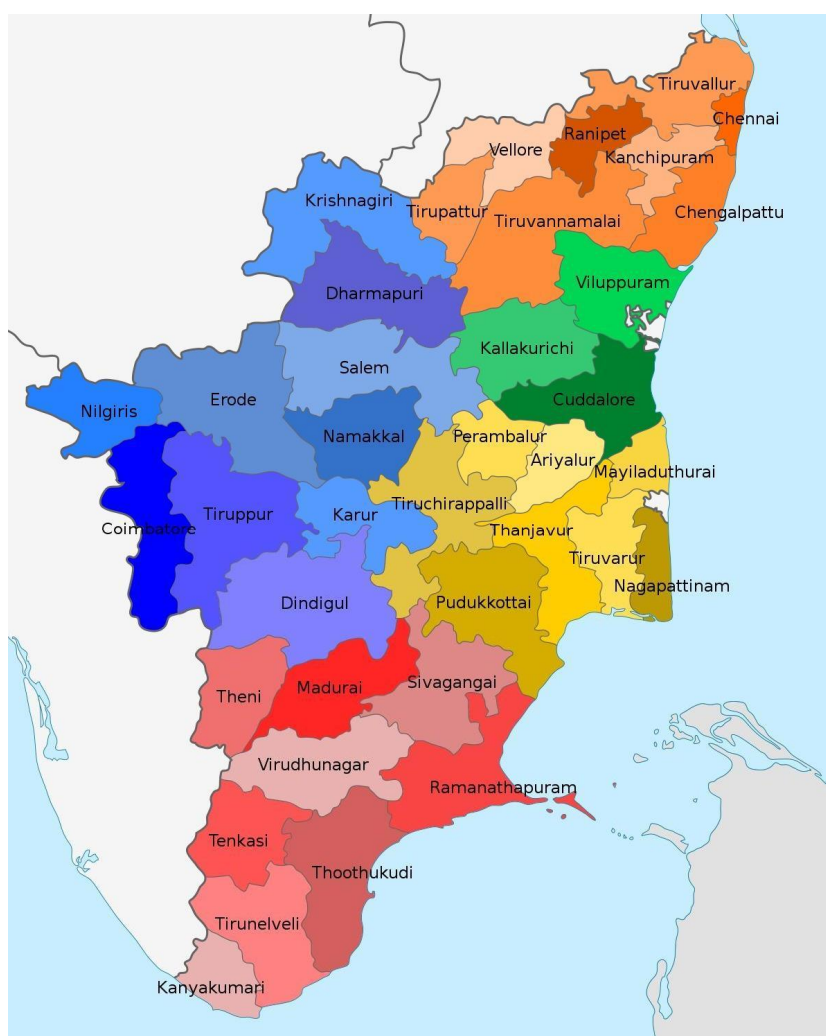 Tiruvallur
Chennai
Ranipet
Vellore
Kanchipuram
Krishnagiri
Tirupattur
Chengalpattu
Tiruvannamalai
Viluppuram
Dharmapuri
Kallakurichi
Salem
Cuddalore
Erode
Nilgiris
Namakkal
Perambalur
Ariyalur
Mayiladuthurai
Tiruchirappalli
Tiruppur
Karur
Coimbatore
Thanjavur
Tiruvarur
Nagapattinam
Dindigul
Pudukkottai
Sivagangai
Madurai
Theni
Virudhunagar
Ramanathapuram
Tenkasi
Thoothukudi
Tirunelveli
Kanyakumari